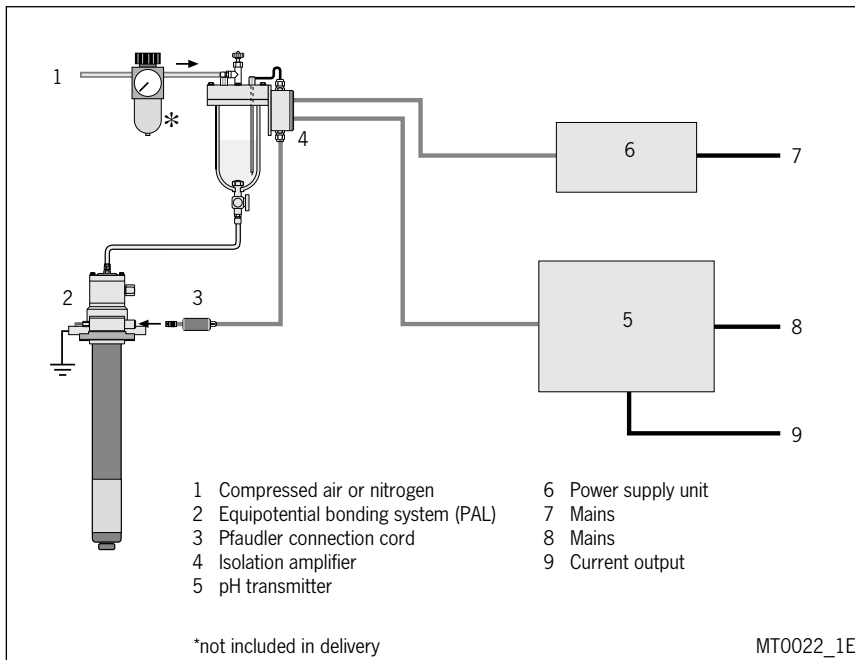 1
*
4
6
7
2
3
5
8
9
1 Compressed air or nitrogen
2 Equipotential bonding system (PAL)
3 Pfaudler connection cord
4 Isolation amplifier
5 pH transmitter
6 Power supply unit
7 Mains
8 Mains
9 Current output
*not included in delivery
MT0022_1E